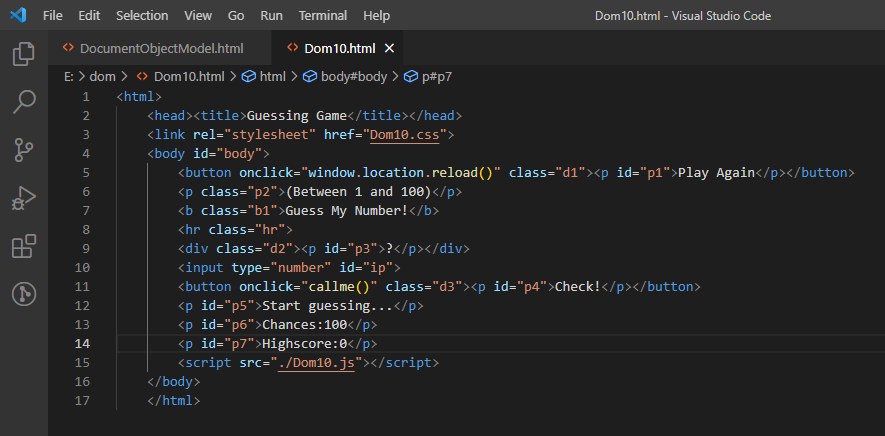 File Edit Selection View Go Run Terminal Help Dom10.html - Visual Studio Code
<> DocumentObjectModel.html <> Dom10.html ×
E: > dom > <> Dom10.html > html > body#body > p#p7
1 <html>
2 <head><title>Guessing Game</title></head>
3 <link rel="stylesheet" href="Dom10.css">
4 <body id="body">
5 <button onclick="window.location.reload()" class="d1"><p id="p1">Play Again</p></button>
6 <p class="p2">(Between 1 and 100)</p>
7 <b class="b1">Guess My Number!</b>
8 <hr class="hr">
9 <div class="d2"><p id="p3">?</p></div>
10 <input type="number" id="ip">
11 <button onclick="callme()" class="d3"><p id="p4">Check!</p></button>
12 <p id="p5">Start guessing...</p>
13 <p id="p6">Chances:100</p>
14 <p id="p7">Highscore:0</p>
15 <script src="./Dom10.js"></script>
16 </body>
17 </html>